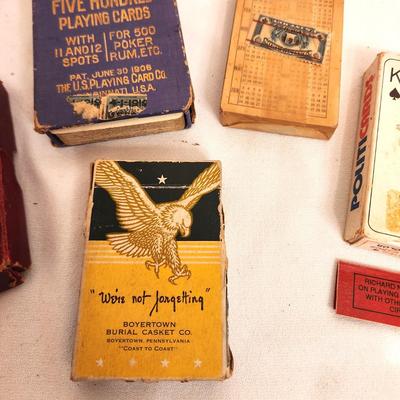 FIVE HUNDRED
PLAYING CARDS
WITH
11 AND 12
SPOTS
FOR 500
POKER
RUM, ETC.
PAT. JUNE 30 1906
THE U.S. PLAYING CARD CO.
CINCINNATI, U.S.A.
"We're not forgetting"
BOYERTOWN
BURIAL CASKET CO.
BOYERTOWN, PENNSYLVANIA
"COAST TO COAST"
K
POLITICARDS
RICHARD
ON PLAYING
WITH OTH